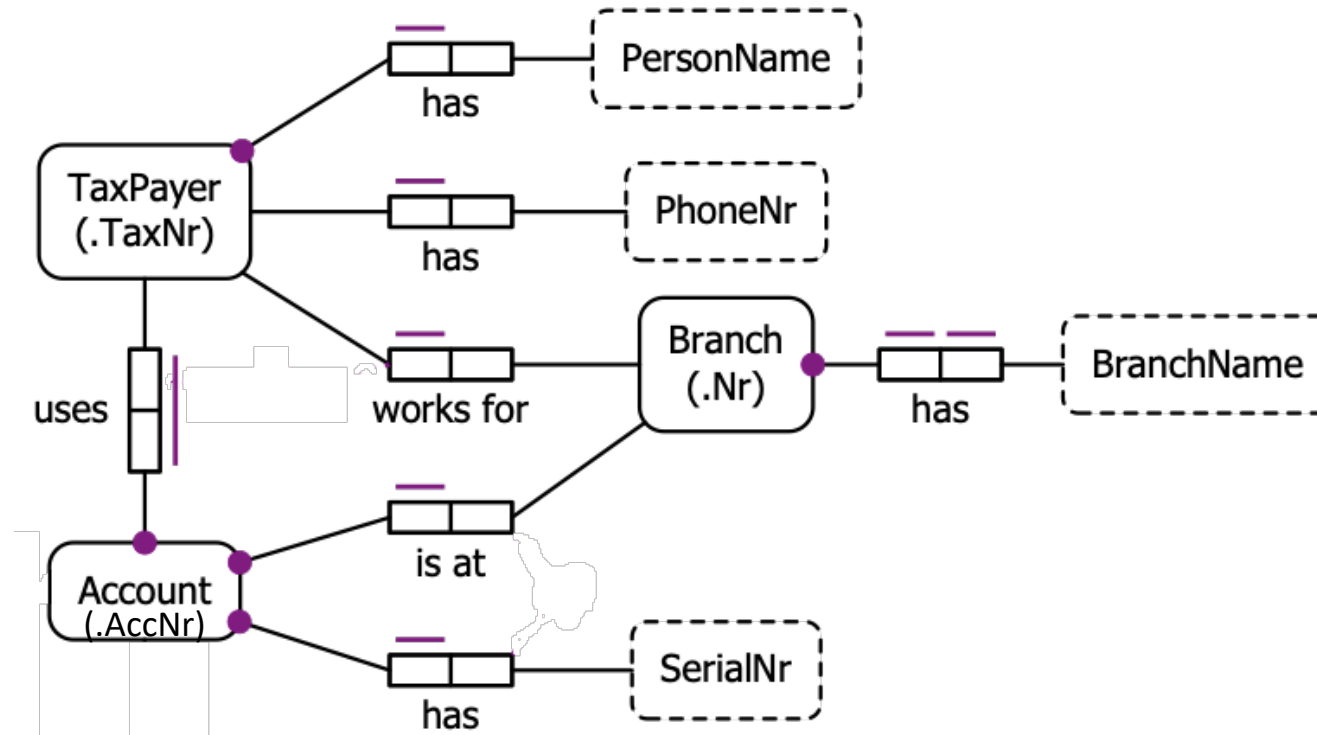 PersonName
has
TaxPayer
(.TaxNr)
PhoneNr
has
Branch
(.Nr)
BranchName
has
works for
uses
is at
Account
(.AccNr)
SerialNr
has